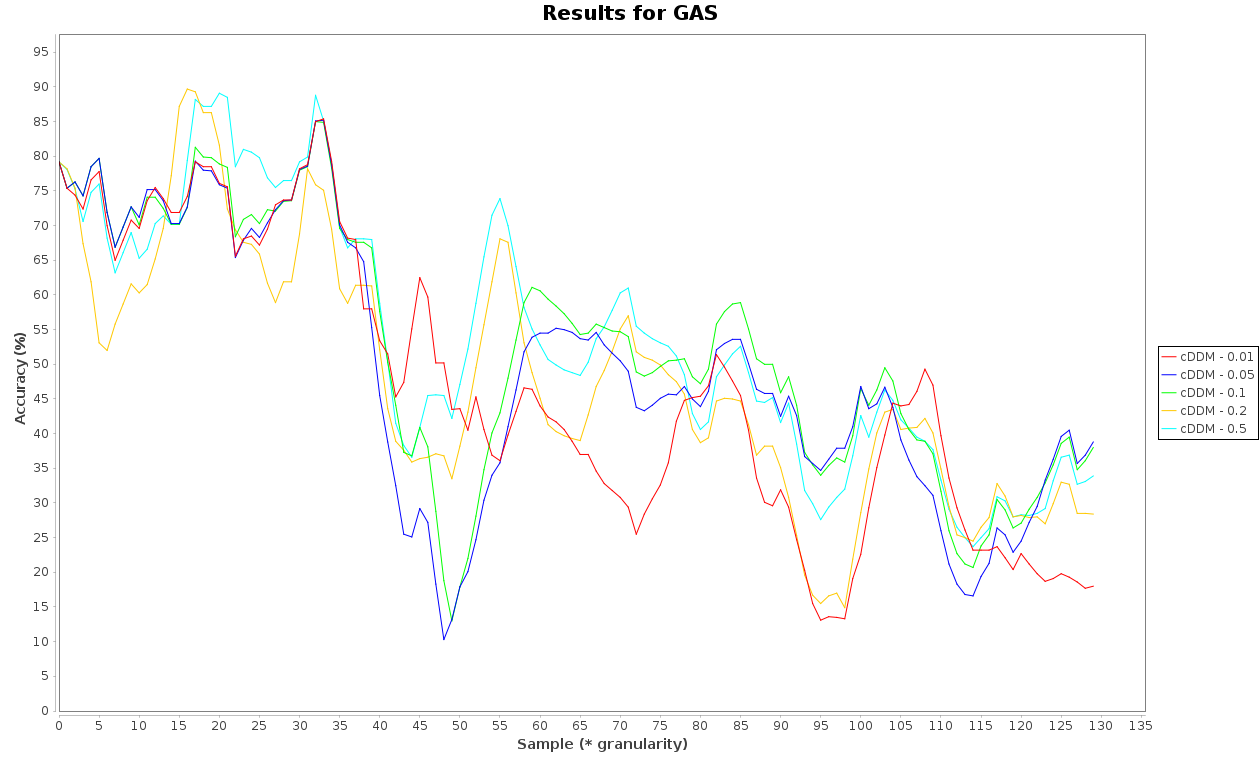 Results for GAS
95
90
85
80
75
70
65
60
55
50
45
40
35
30
25
20
15
10
5
0
Accuracy (%)
0 5 10 15 20 25 30 35 40 45 50 55 60 65 70 75 80 85 90 95 100 105 110 115 120 125 130 135
Sample (* granularity)
cDDM - 0.01
cDDM - 0.05
cDDM - 0.1
cDDM - 0.2
cDDM - 0.5